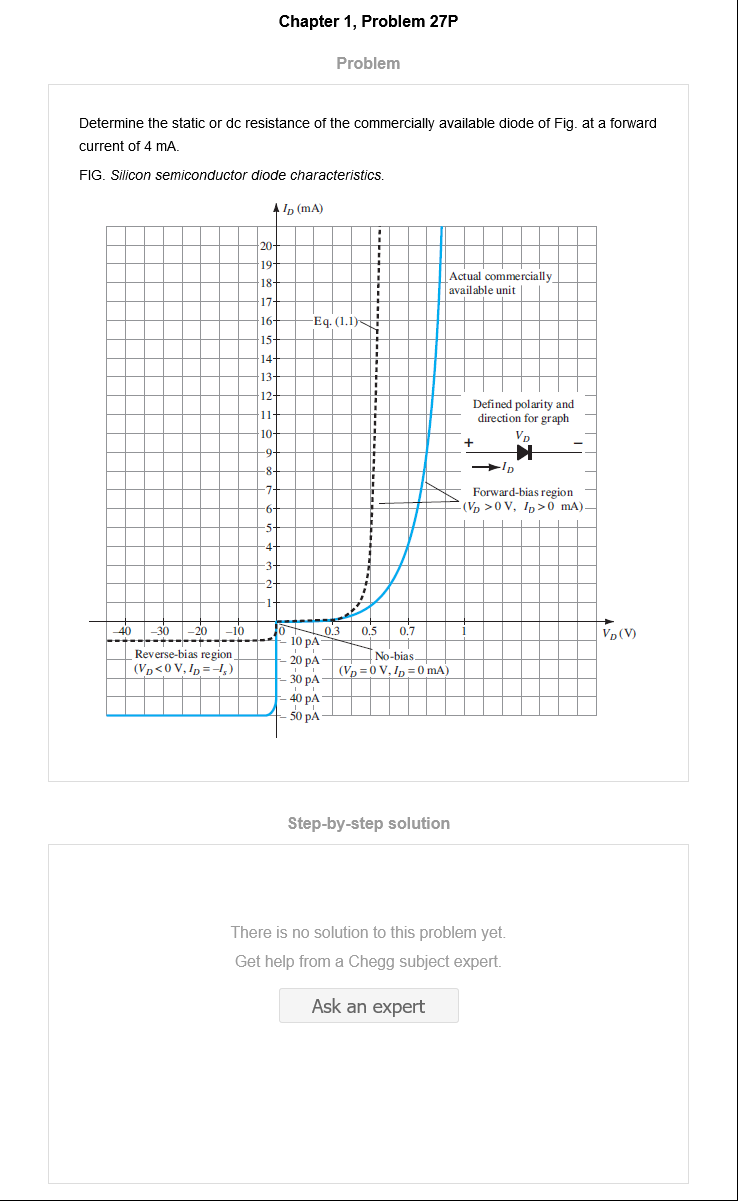 Chapter 1, Problem 27P
Problem
Determine the static or dc resistance of the commercially available diode of Fig. at a forward
current of 4 mA.
FIG. Silicon semiconductor diode characteristics.
I_D (mA)
20
19
18
17
16
15
14
13
12
11
10
9
8
7
6
5
4
3
2
1
Eq. (1.1)
Actual commercially
available unit
Defined polarity and
direction for graph
V_D
+ −
I_D
Forward-bias region
(V_D > 0 V, I_D > 0 mA)
−40 −30 −20 −10 0 0.3 0.5 0.7 1 V_D (V)
10 pA
20 pA
30 pA
40 pA
50 pA
Reverse-bias region
(V_D < 0 V, I_D = −I_s)
No-bias
(V_D = 0 V, I_D = 0 mA)
Step-by-step solution
There is no solution to this problem yet.
Get help from a Chegg subject expert.
Ask an expert